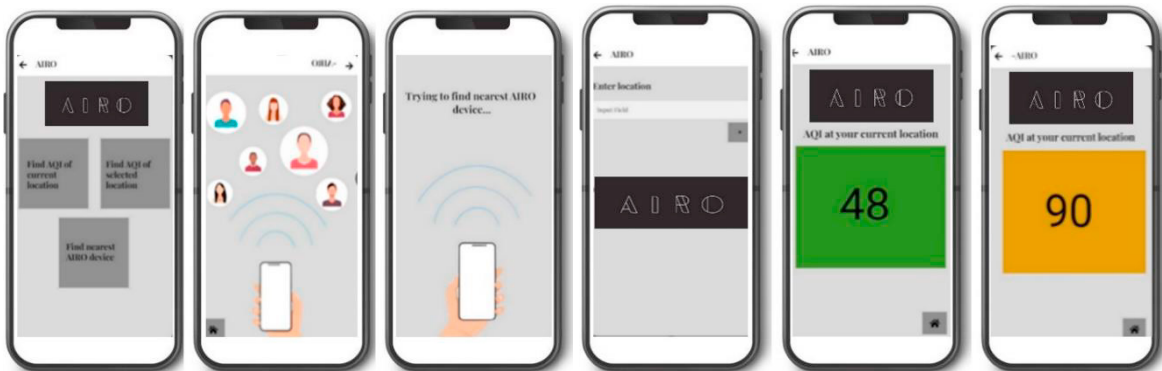 AIRO
AIRO
Find AQI of
current
location
Find AQI of
selected
location
Find nearest
AIRO device
Trying to find nearest AIRO
device...
AIRO
Enter location
Input Field
AIRO
AIRO
AIRO
AQI at your current location
48
-AIRO
AIRO
AQI at your current location
90